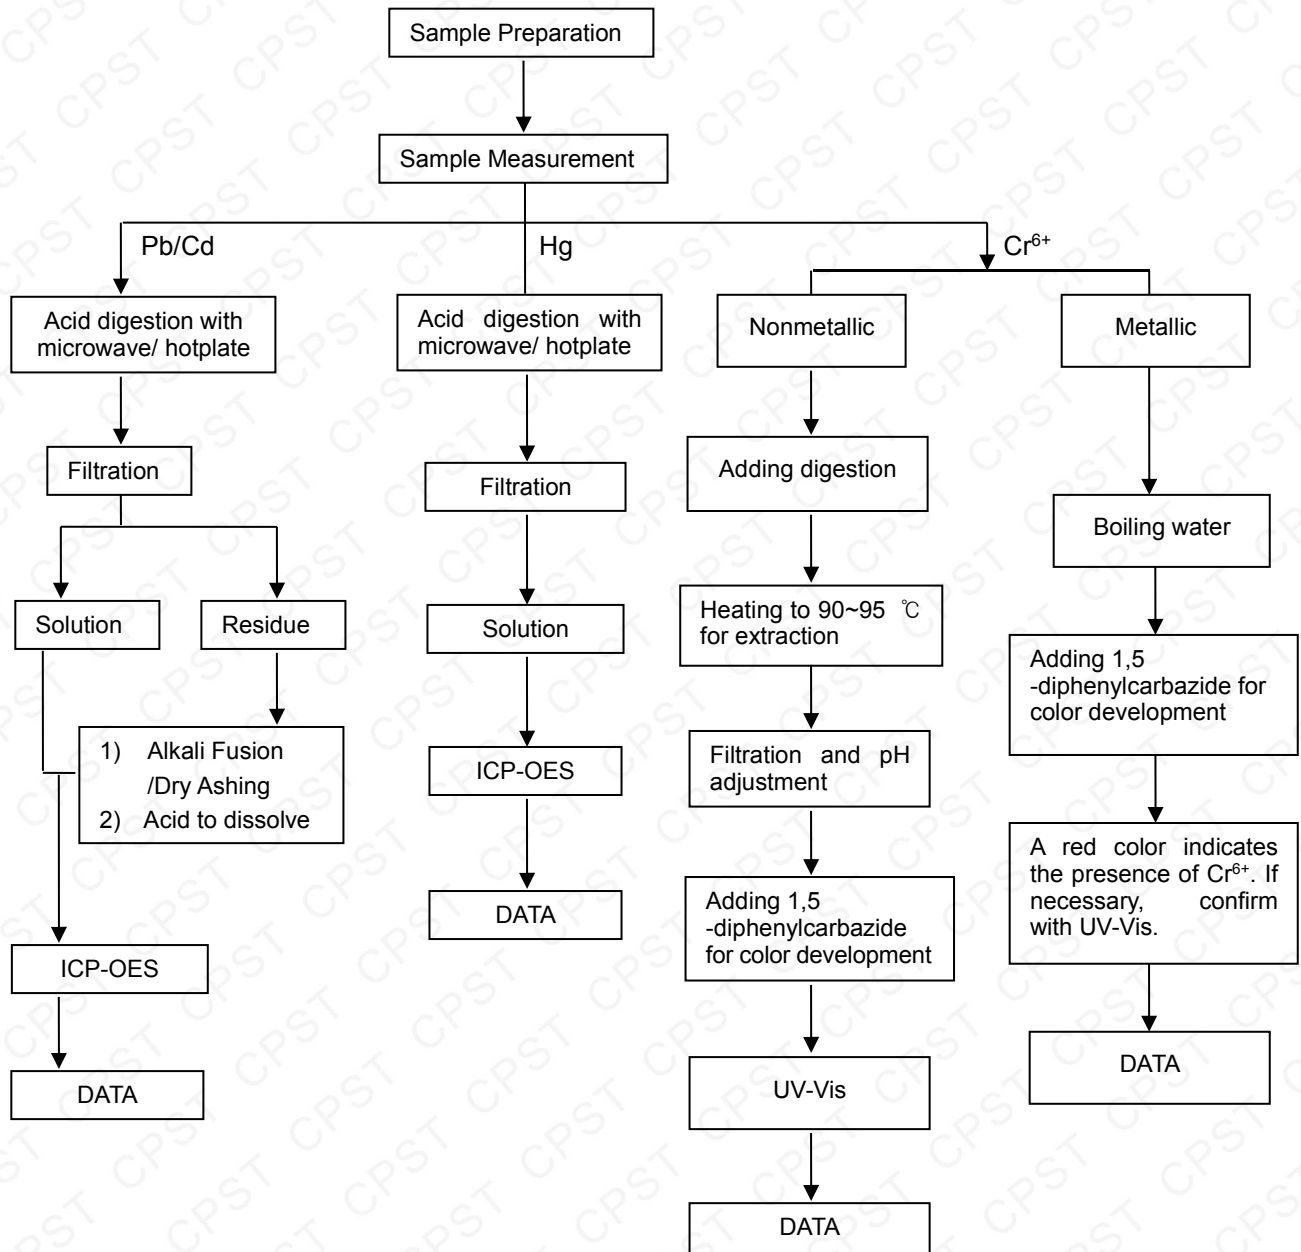 Sample Preparation
Sample Measurement
Pb/Cd
Hg
Cr⁶⁺
Acid digestion with
microwave/ hotplate
Filtration
Solution
Residue
1) Alkali Fusion
/Dry Ashing
2) Acid to dissolve
ICP-OES
DATA
Acid digestion with
microwave/ hotplate
Filtration
Solution
ICP-OES
DATA
Nonmetallic
Adding digestion
Heating to 90~95 ℃
for extraction
Filtration and pH
adjustment
Adding 1,5
-diphenylcarbazide
for color development
UV-Vis
DATA
Metallic
Boiling water
Adding 1,5
-diphenylcarbazide for
color development
A red color indicates
the presence of Cr⁶⁺. If
necessary, confirm
with UV-Vis.
DATA
CPST